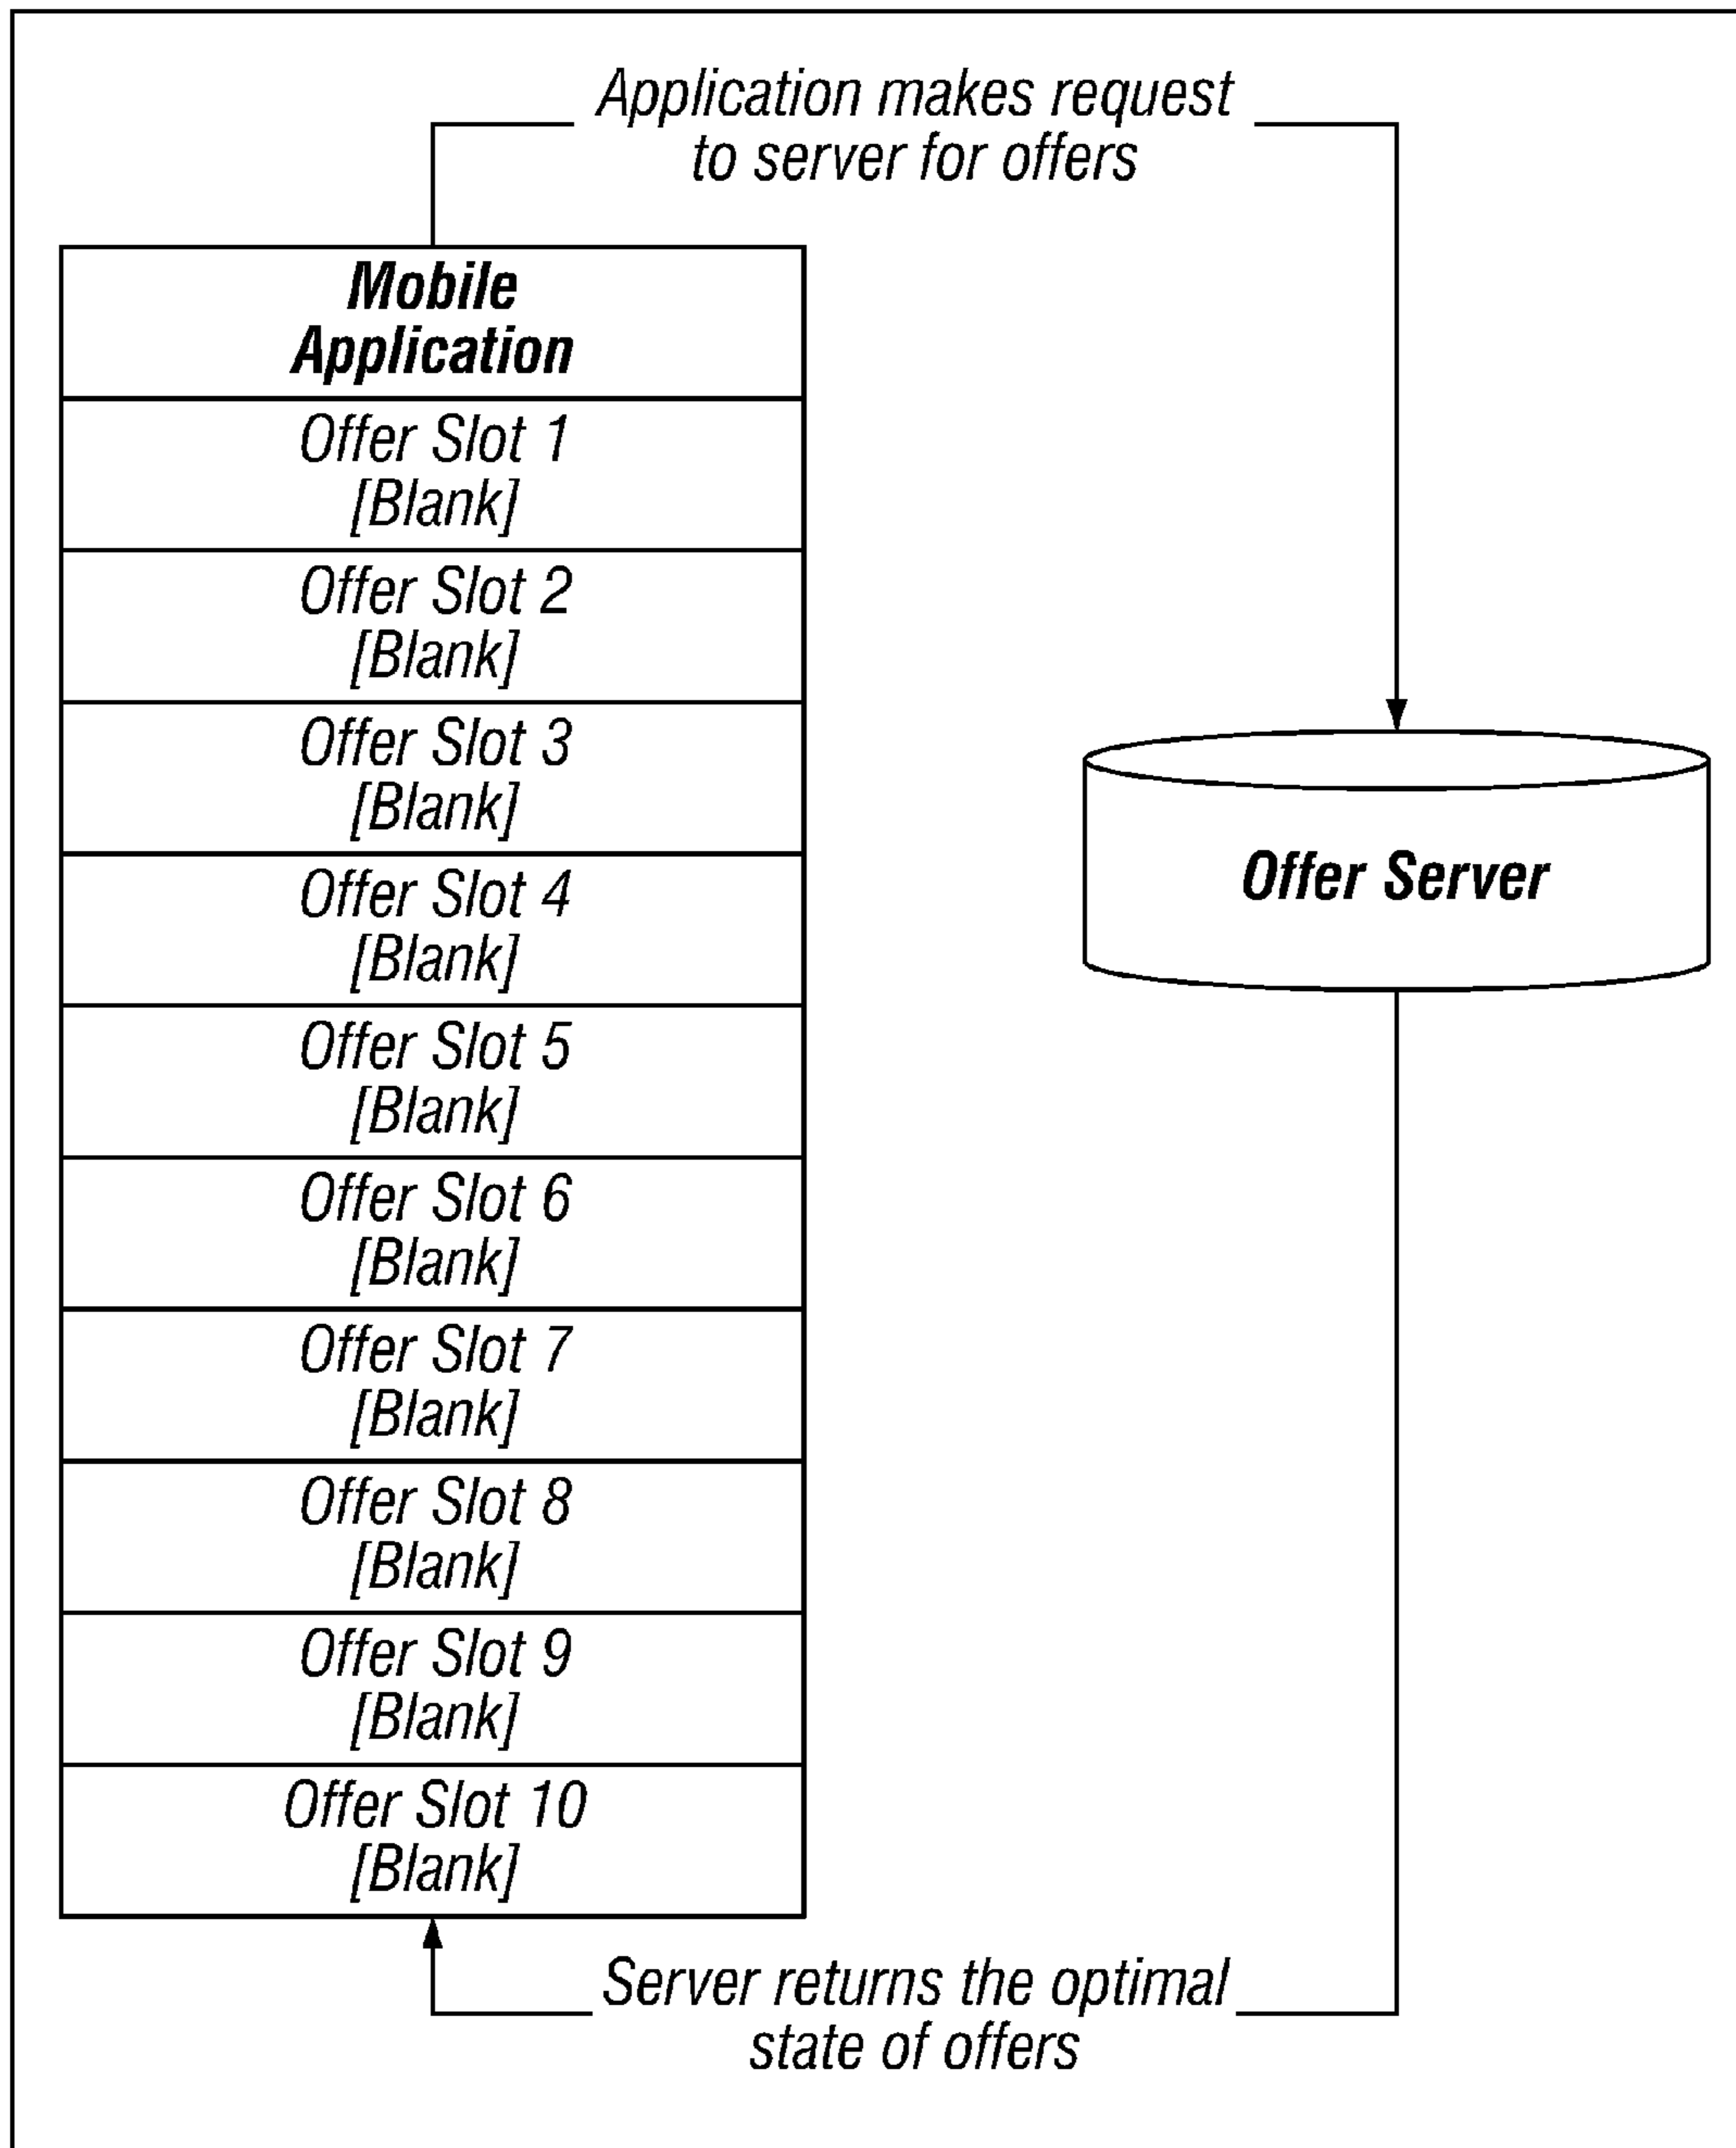 Application makes request
to server for offers
Mobile
Application
Offer Slot 1
[Blank]
Offer Slot 2
[Blank]
Offer Slot 3
[Blank]
Offer Slot 4
[Blank]
Offer Slot 5
[Blank]
Offer Slot 6
[Blank]
Offer Slot 7
[Blank]
Offer Slot 8
[Blank]
Offer Slot 9
[Blank]
Offer Slot 10
[Blank]
Offer Server
Server returns the optimal
state of offers